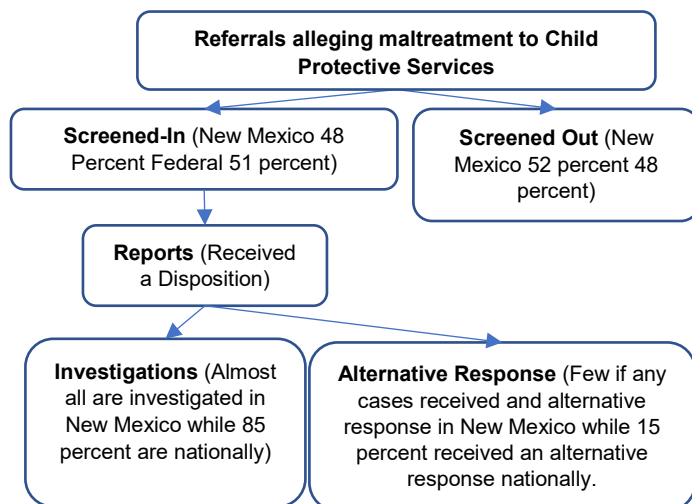 Referrals alleging maltreatment to Child
Protective Services
Screened-In (New Mexico 48
Percent Federal 51 percent)
Screened Out (New
Mexico 52 percent 48
percent)
Reports (Received
a Disposition)
Investigations (Almost
all are investigated in
New Mexico while 85
percent are nationally)
Alternative Response (Few if any
cases received and alternative
response in New Mexico while 15
percent received an alternative
response nationally.